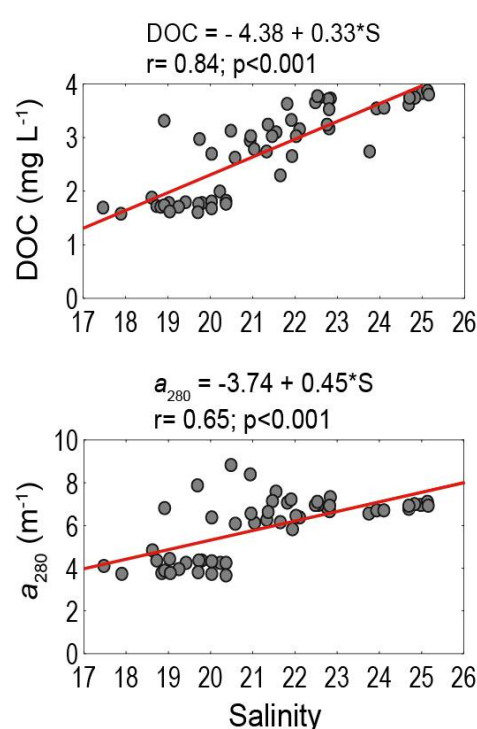 DOC = - 4.38 + 0.33*S
r= 0.84; p<0.001
4
3
2
1
0
DOC (mg L⁻¹)
17 18 19 20 21 22 23 24 25 26
a₂₈₀ = -3.74 + 0.45*S
r= 0.65; p<0.001
10
8
6
4
2
0
a₂₈₀ (m⁻¹)
17 18 19 20 21 22 23 24 25 26
Salinity